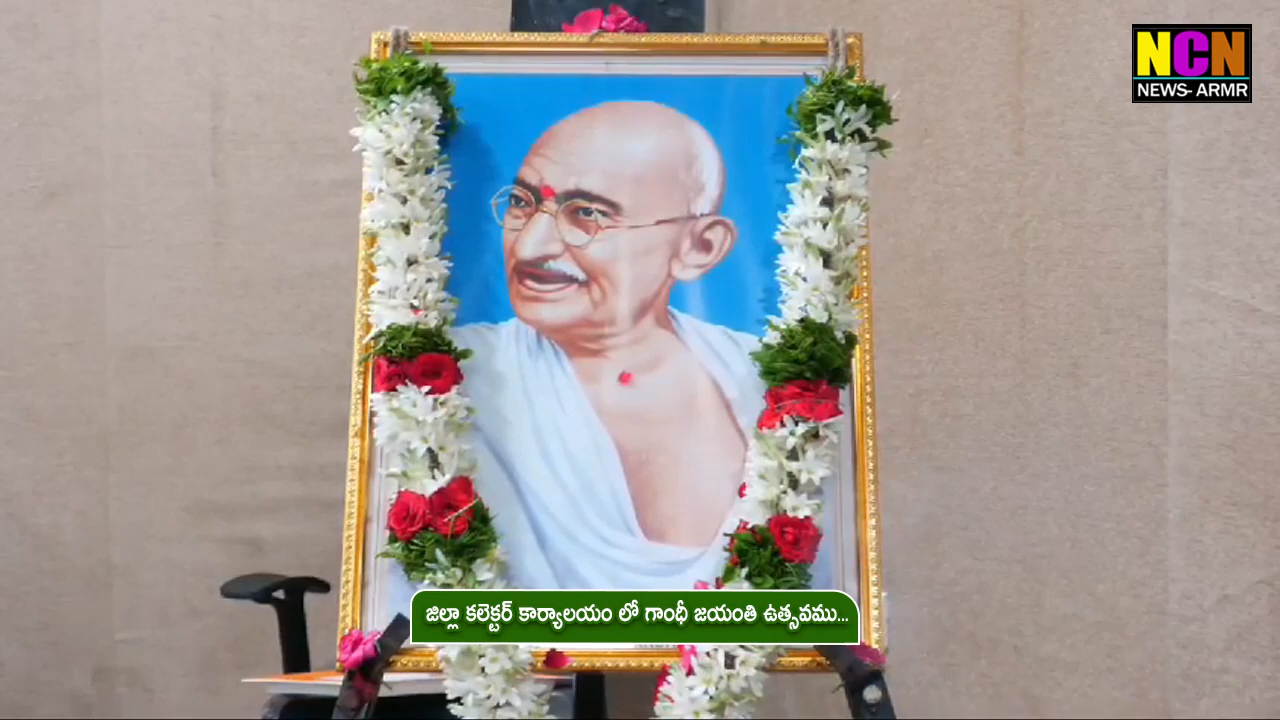 NCN
NEWS- ARMR
జిల్లా కలెక్టర్ కార్యాలయం లో గాంధీ జయంతి ఉత్సవము...